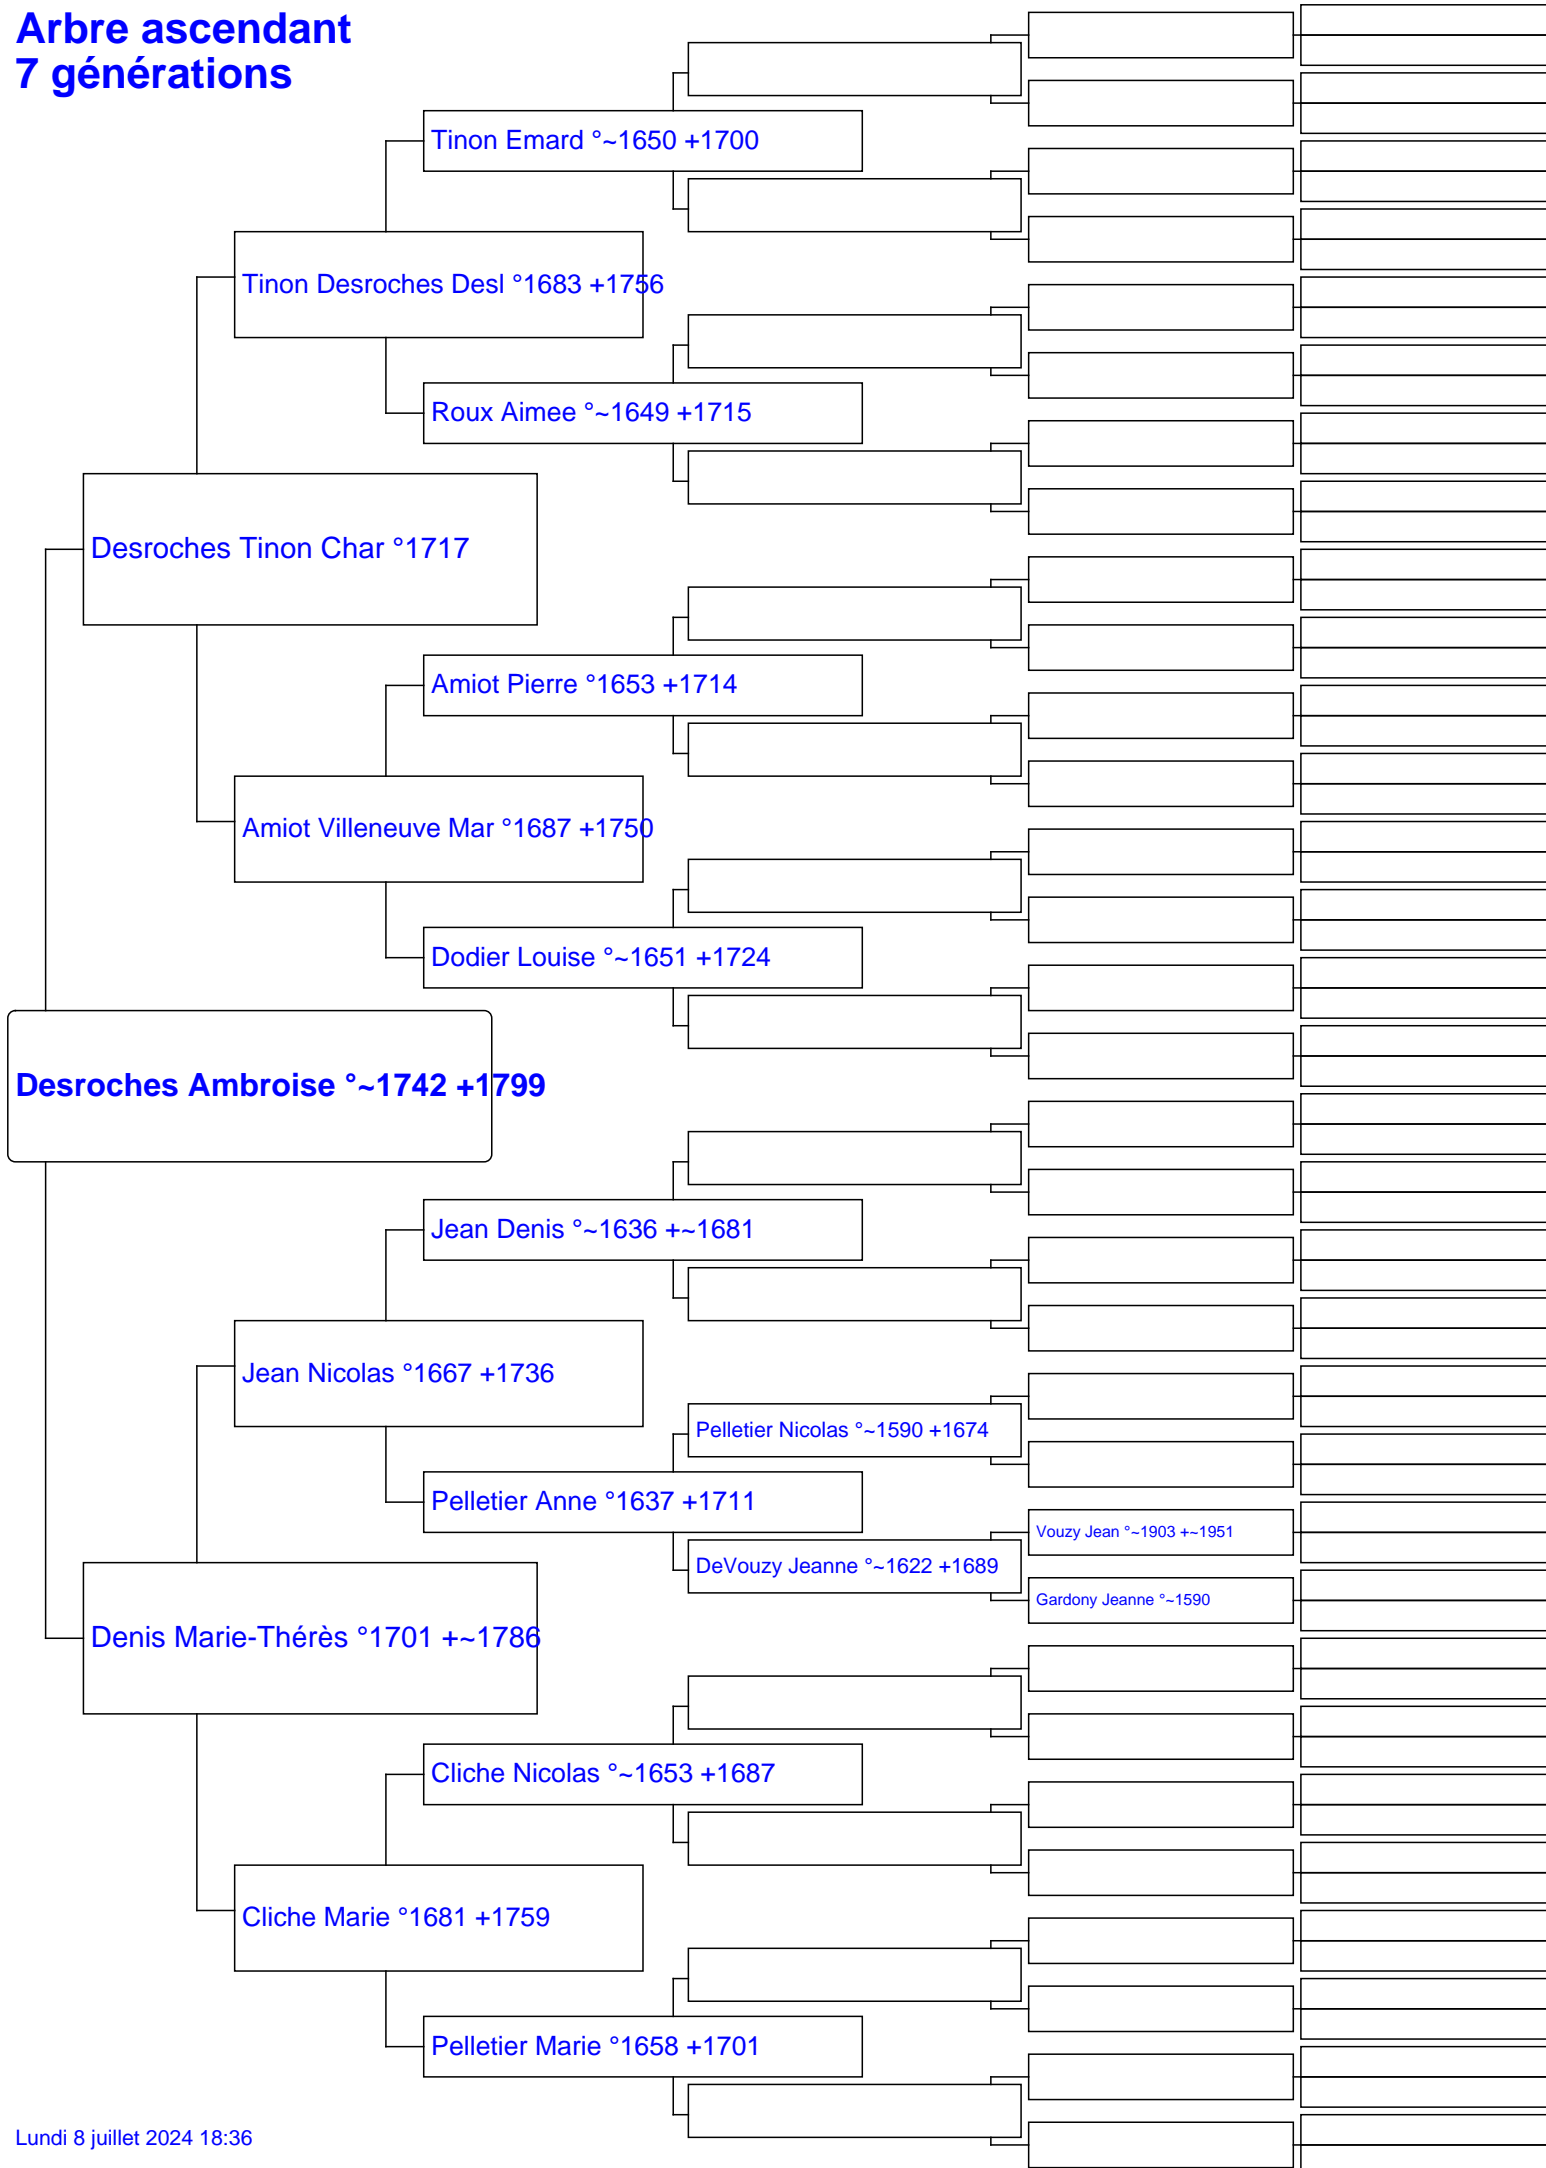 Arbre ascendant
7 générations
Tinon Emard °~1650 +1700
Tinon Desroches Desl °1683 +1756
Roux Aimee °~1649 +1715
Desroches Tinon Char °1717
Amiot Pierre °1653 +1714
Amiot Villeneuve Mar °1687 +1750
Dodier Louise °~1651 +1724
Desroches Ambroise °~1742 +1799
Jean Denis °~1636 +~1681
Jean Nicolas °1667 +1736
Pelletier Nicolas °~1590 +1674
Pelletier Anne °1637 +1711
Vouzy Jean °~1903 +~1951
DeVouzy Jeanne °~1622 +1689
Gardony Jeanne °~1590
Denis Marie-Thérès °1701 +~1786
Cliche Nicolas °~1653 +1687
Cliche Marie °1681 +1759
Pelletier Marie °1658 +1701
Lundi 8 juillet 2024 18:36